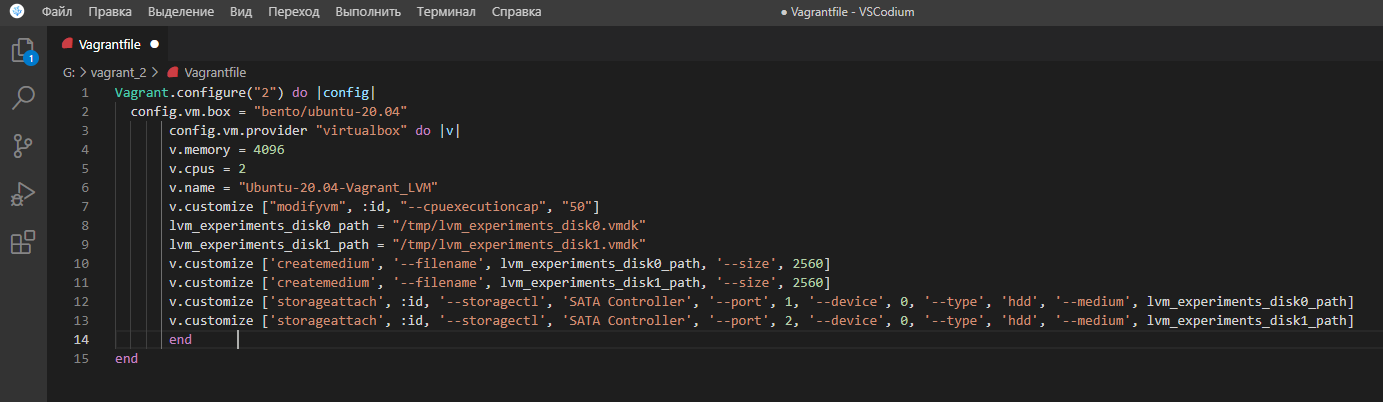 Файл Правка Выделение Вид Переход Выполнить Терминал Справка ● Vagrantfile - VSCodium
Vagrantfile ●
1
G: > vagrant_2 > Vagrantfile
1 Vagrant.configure("2") do |config|
2   config.vm.box = "bento/ubuntu-20.04"
3        config.vm.provider "virtualbox" do |v|
4        v.memory = 4096
5        v.cpus = 2
6        v.name = "Ubuntu-20.04-Vagrant_LVM"
7        v.customize ["modifyvm", :id, "--cpuexecutioncap", "50"]
8        lvm_experiments_disk0_path = "/tmp/lvm_experiments_disk0.vmdk"
9        lvm_experiments_disk1_path = "/tmp/lvm_experiments_disk1.vmdk"
10        v.customize ['createmedium', '--filename', lvm_experiments_disk0_path, '--size', 2560]
11        v.customize ['createmedium', '--filename', lvm_experiments_disk1_path, '--size', 2560]
12        v.customize ['storageattach', :id, '--storagectl', 'SATA Controller', '--port', 1, '--device', 0, '--type', 'hdd', '--medium', lvm_experiments_disk0_path]
13        v.customize ['storageattach', :id, '--storagectl', 'SATA Controller', '--port', 2, '--device', 0, '--type', 'hdd', '--medium', lvm_experiments_disk1_path]
14        end
15 end